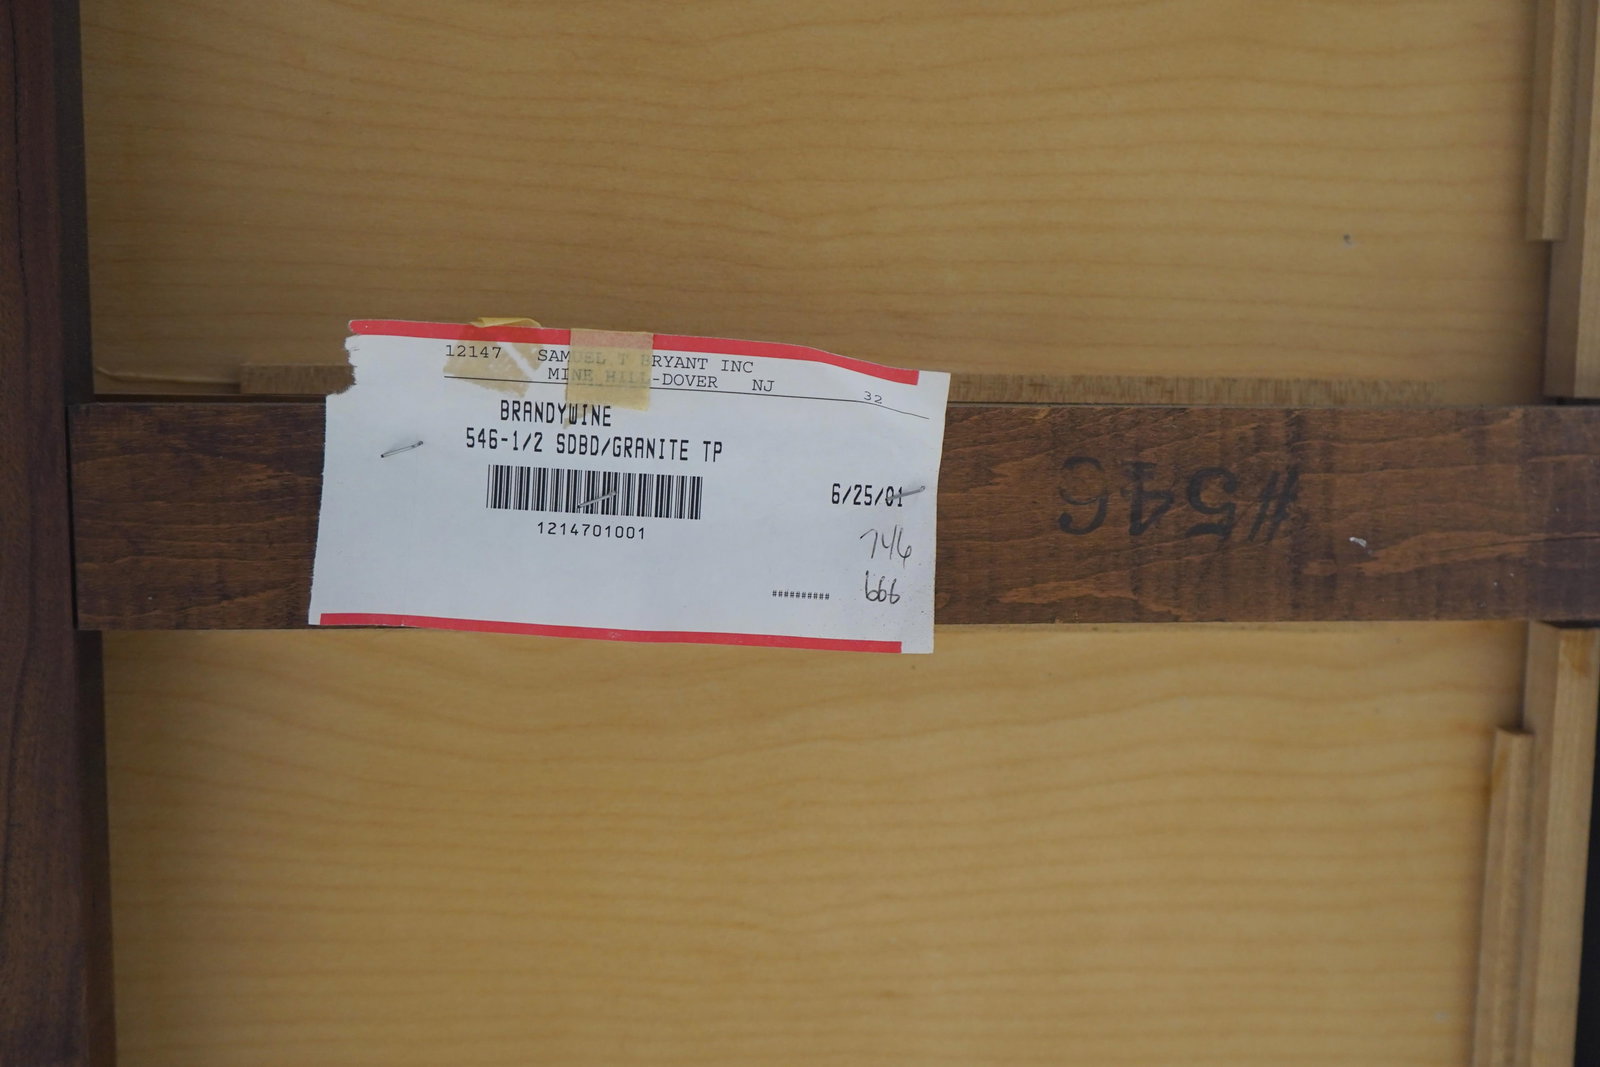 12147 SAMUEL T BRYANT INC
MINE HILL-DOVER NJ
32
BRANDYWINE
546-1/2 SDBD/GRANITE TP
6/25/01
1214701001
746
666
##########
#546